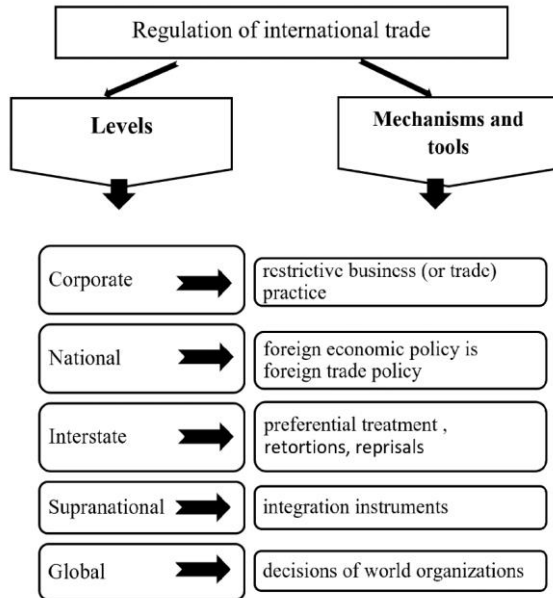 Regulation of international trade
Levels
Mechanisms and
tools
Corporate
restrictive business (or trade)
practice
National
foreign economic policy is
foreign trade policy
Interstate
preferential treatment ,
retortions, reprisals
Supranational
integration instruments
Global
decisions of world organizations